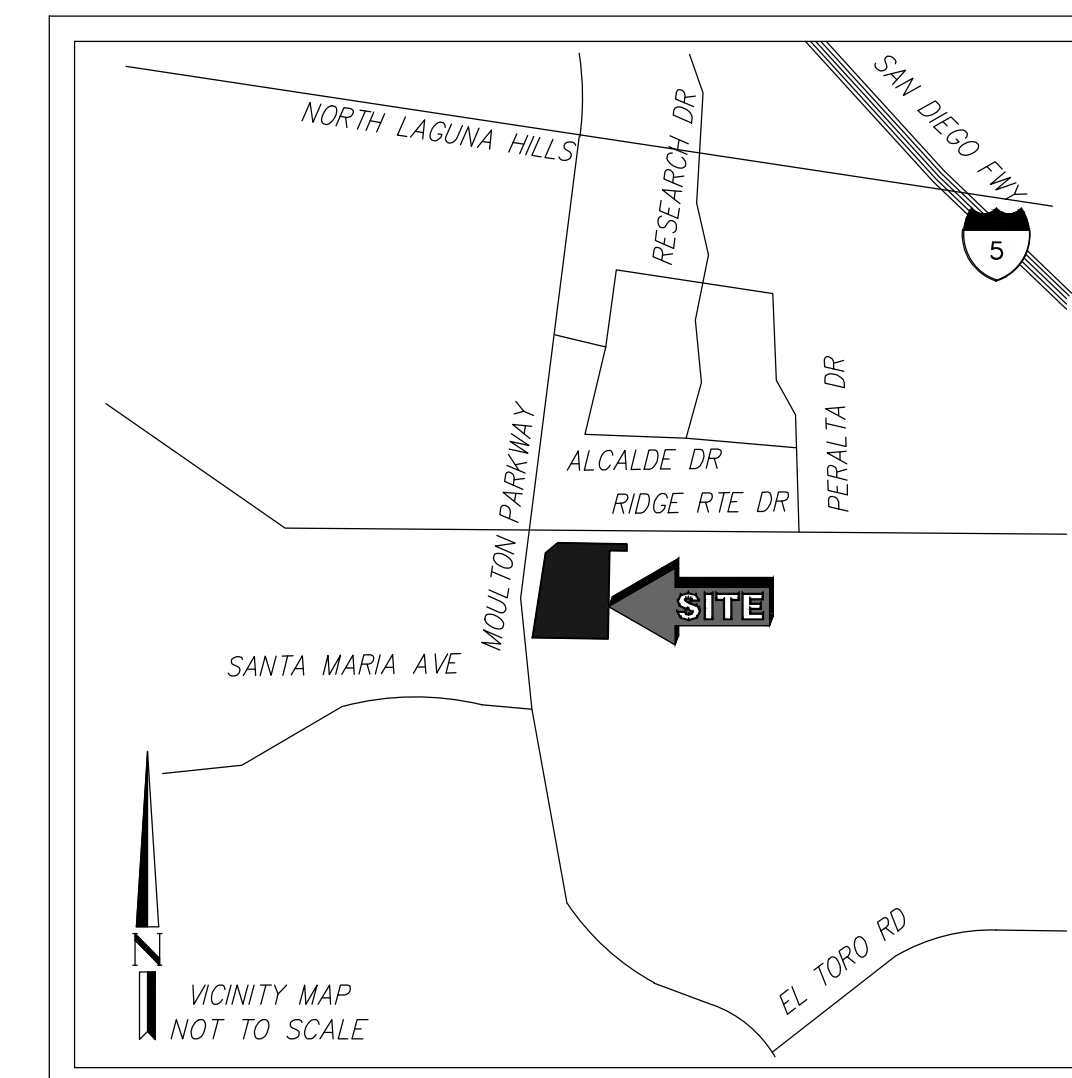 SAN DIEGO FWY
NORTH LAGUNA HILLS
RESEARCH DR
5
PERALTA DR
MOULTON PARKWAY
ALCALDE DR
RIDGE RTE DR
SITE
SANTA MARIA AVE
EL TORO RD
N
VICINITY MAP
NOT TO SCALE